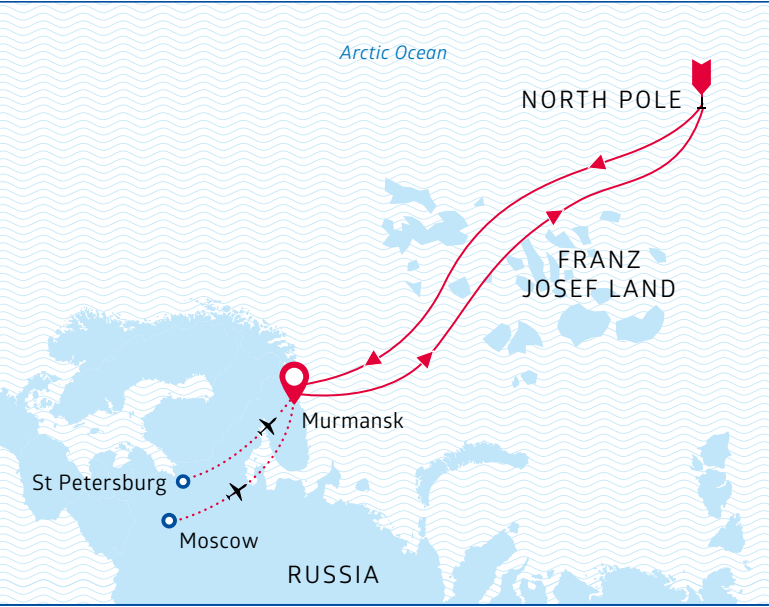 Arctic Ocean
NORTH POLE
FRANZ
JOSEF LAND
Murmansk
St Petersburg
Moscow
RUSSIA